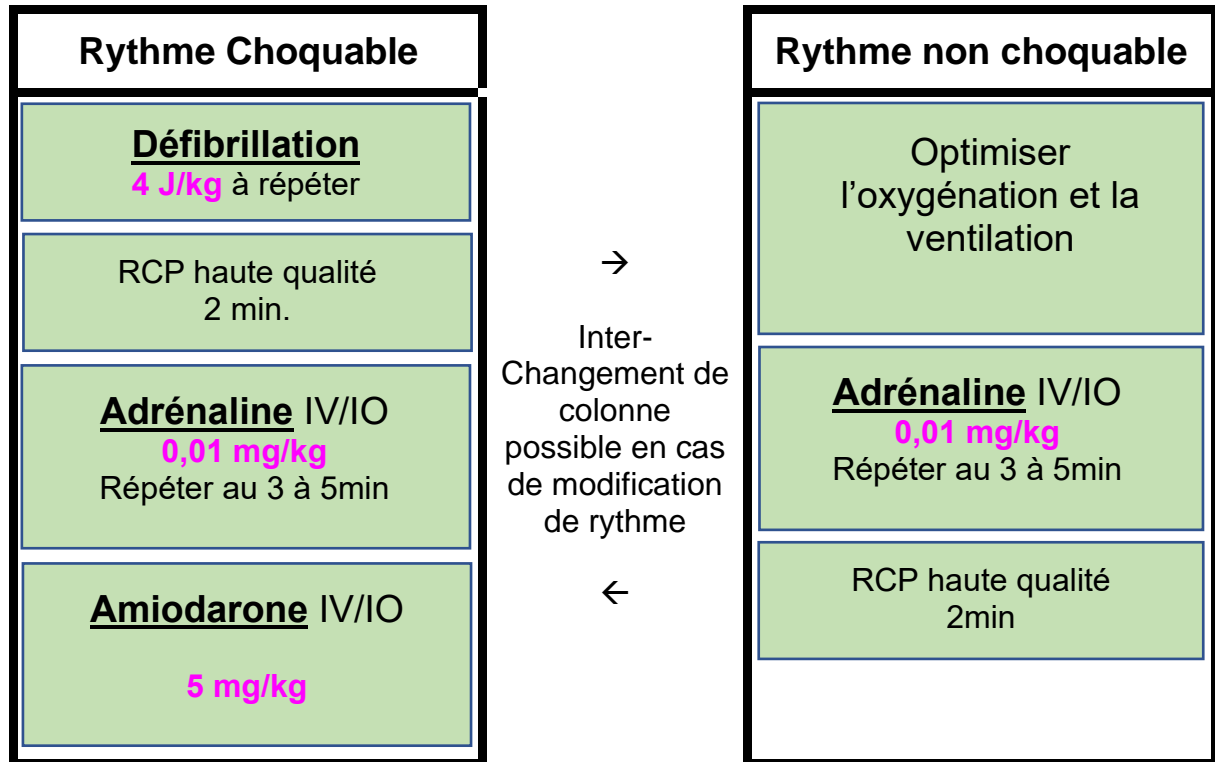 Rythme Choquable
Défibrillation
4 J/kg à répéter
RCP haute qualité
2 min.
Adrénaline IV/IO
0,01 mg/kg
Répéter au 3 à 5min
Amiodarone IV/IO
5 mg/kg
→
Inter-
Changement de
colonne
possible en cas
de modification
de rythme
←
Rythme non choquable
Optimiser
l’oxygénation et la
ventilation
Adrénaline IV/IO
0,01 mg/kg
Répéter au 3 à 5min
RCP haute qualité
2min